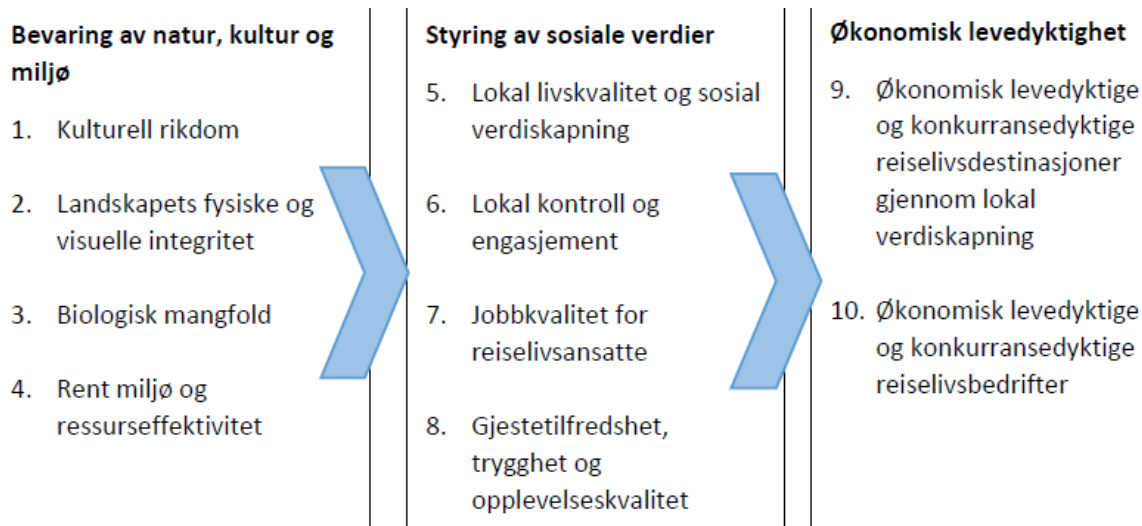 Bevaring av natur, kultur og
miljø
1. Kulturell rikdom
2. Landskapets fysiske og
visuelle integritet
3. Biologisk mangfold
4. Rent miljø og
ressurseffektivitet
Styring av sosiale verdier
5. Lokal livskvalitet og sosial
verdiskapning
6. Lokal kontroll og
engasjement
7. Jobbkvalitet for
reiselivsansatte
8. Gjestetilfredshet,
trygghet og
opplevelseskvalitet
Økonomisk levedyktighet
9. Økonomisk levedyktige
og konkurransedyktige
reiselivsdestinasjoner
gjennom lokal
verdiskapning
10. Økonomisk levedyktige
og konkurransedyktige
reiselivsbedrifter